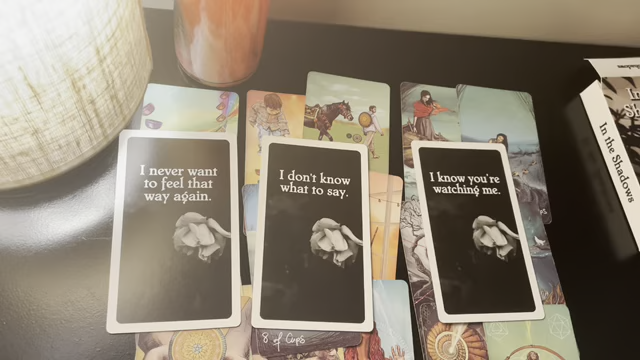 I never want
to feel that
way again.
I don't know
what to say.
I know you're
watching me.
8 of Cups
In the Shadows
In